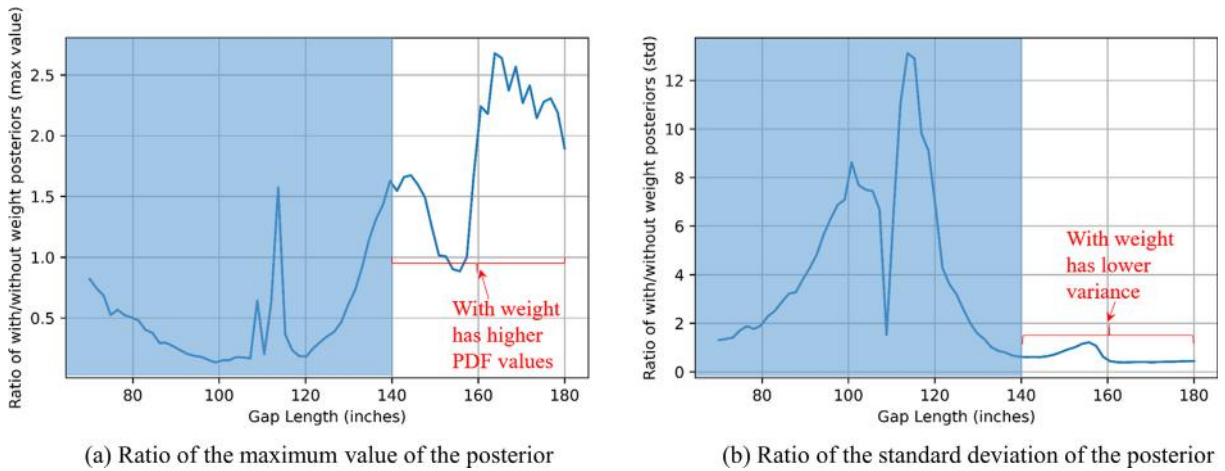 Ratio of with/without weight posteriors (max value)
2.5
2.0
1.5
1.0
0.5
With weight
has higher
PDF values
80
100
120
140
160
180
Gap Length (inches)
(a) Ratio of the maximum value of the posterior
Ratio of with/without weight posteriors (std)
12
10
8
6
4
2
0
With weight
has lower
variance
80
100
120
140
160
180
Gap Length (inches)
(b) Ratio of the standard deviation of the posterior